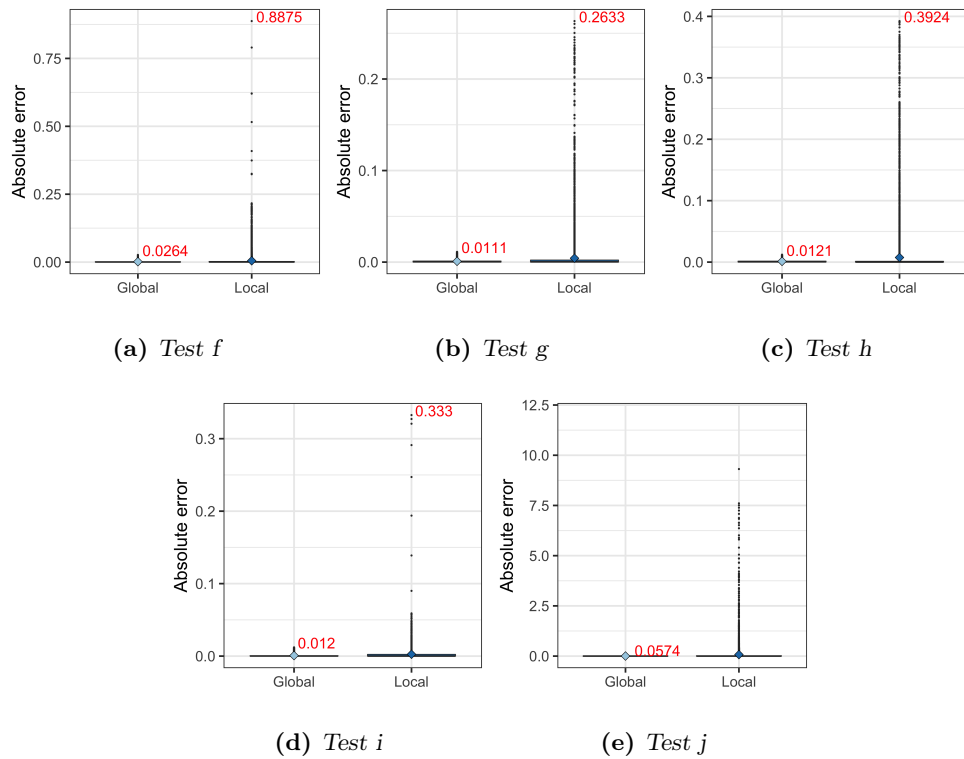 Absolute error
0.75
0.50
0.25
0.00
0.8875
0.0264
Global
Local
(a) Test f
Absolute error
0.2
0.1
0.0
0.2633
0.0111
Global
Local
(b) Test g
Absolute error
0.4
0.3
0.2
0.1
0.0
0.3924
0.0121
Global
Local
(c) Test h
Absolute error
0.3
0.2
0.1
0.0
0.333
0.012
Global
Local
(d) Test i
Absolute error
12.5
10.0
7.5
5.0
2.5
0.0
0.0574
Global
Local
(e) Test j